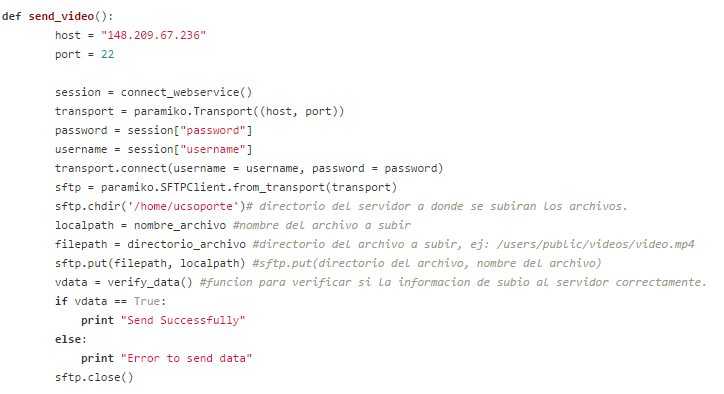 def send_video():
host = "148.209.67.236"
port = 22
session = connect_webservice()
transport = paramiko.Transport((host, port))
password = session["password"]
username = session["username"]
transport.connect(username = username, password = password)
sftp = paramiko.SFTPClient.from_transport(transport)
sftp.chdir('/home/ucsoporte')# directorio del servidor a donde se subiran los archivos.
localpath = nombre_archivo #nombre del archivo a subir
filepath = directorio_archivo #directorio del archivo a subir, ej: /users/public/videos/video.mp4
sftp.put(filepath, localpath) #sftp.put(directorio del archivo, nombre del archivo)
vdata = verify_data() #funcion para verificar si la informacion de subio al servidor correctamente.
if vdata == True:
print "Send Successfully"
else:
print "Error to send data"
sftp.close()